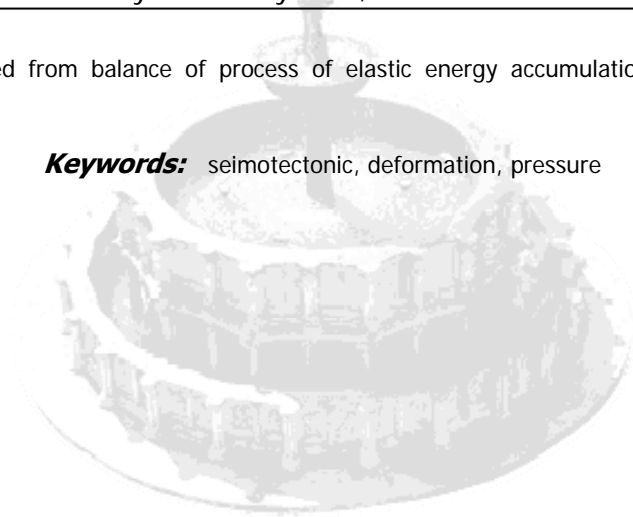 ed from balance of process of elastic energy accumulatio
Keywords: seimotectonic, deformation, pressure